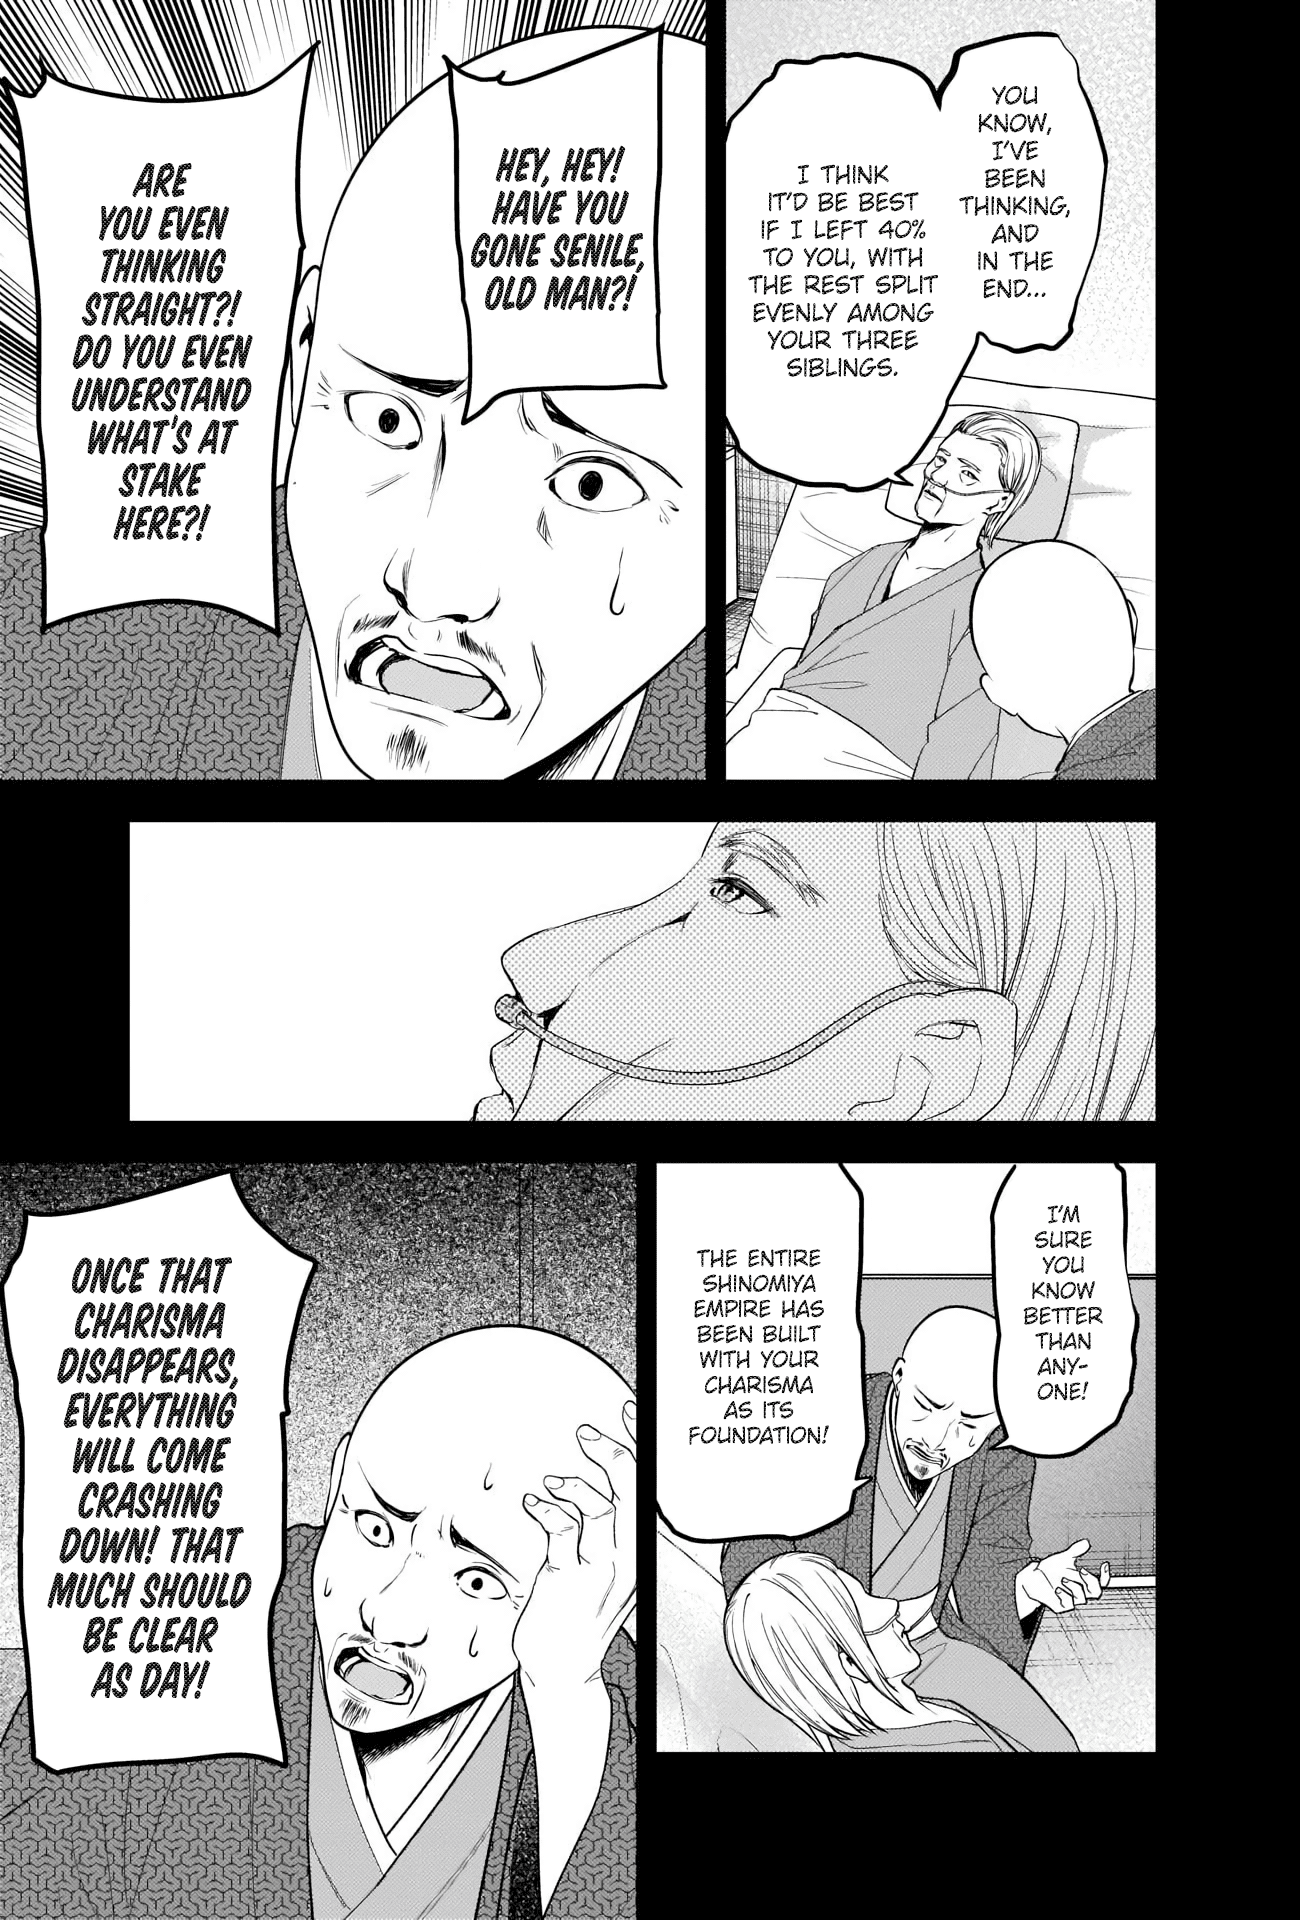 YOU
KNOW,
I'VE
BEEN
THINKING,
AND
IN THE
END...
I THINK
IT'D BE BEST
IF I LEFT 40%
TO YOU, WITH
THE REST SPLIT
EVENLY AMONG
YOUR THREE
SIBLINGS.
HEY, HEY!
HAVE YOU
GONE SENILE,
OLD MAN?!
ARE
YOU EVEN
THINKING
STRAIGHT?!
DO YOU EVEN
UNDERSTAND
WHAT'S AT
STAKE
HERE?!
I'M
SURE
YOU
KNOW
BETTER
THAN
ANY-
ONE!
THE ENTIRE
SHINOMIYA
EMPIRE HAS
BEEN BUILT
WITH YOUR
CHARISMA
AS ITS
FOUNDATION!
ONCE THAT
CHARISMA
DISAPPEARS,
EVERYTHING
WILL COME
CRASHING
DOWN! THAT
MUCH SHOULD
BE CLEAR
AS DAY!